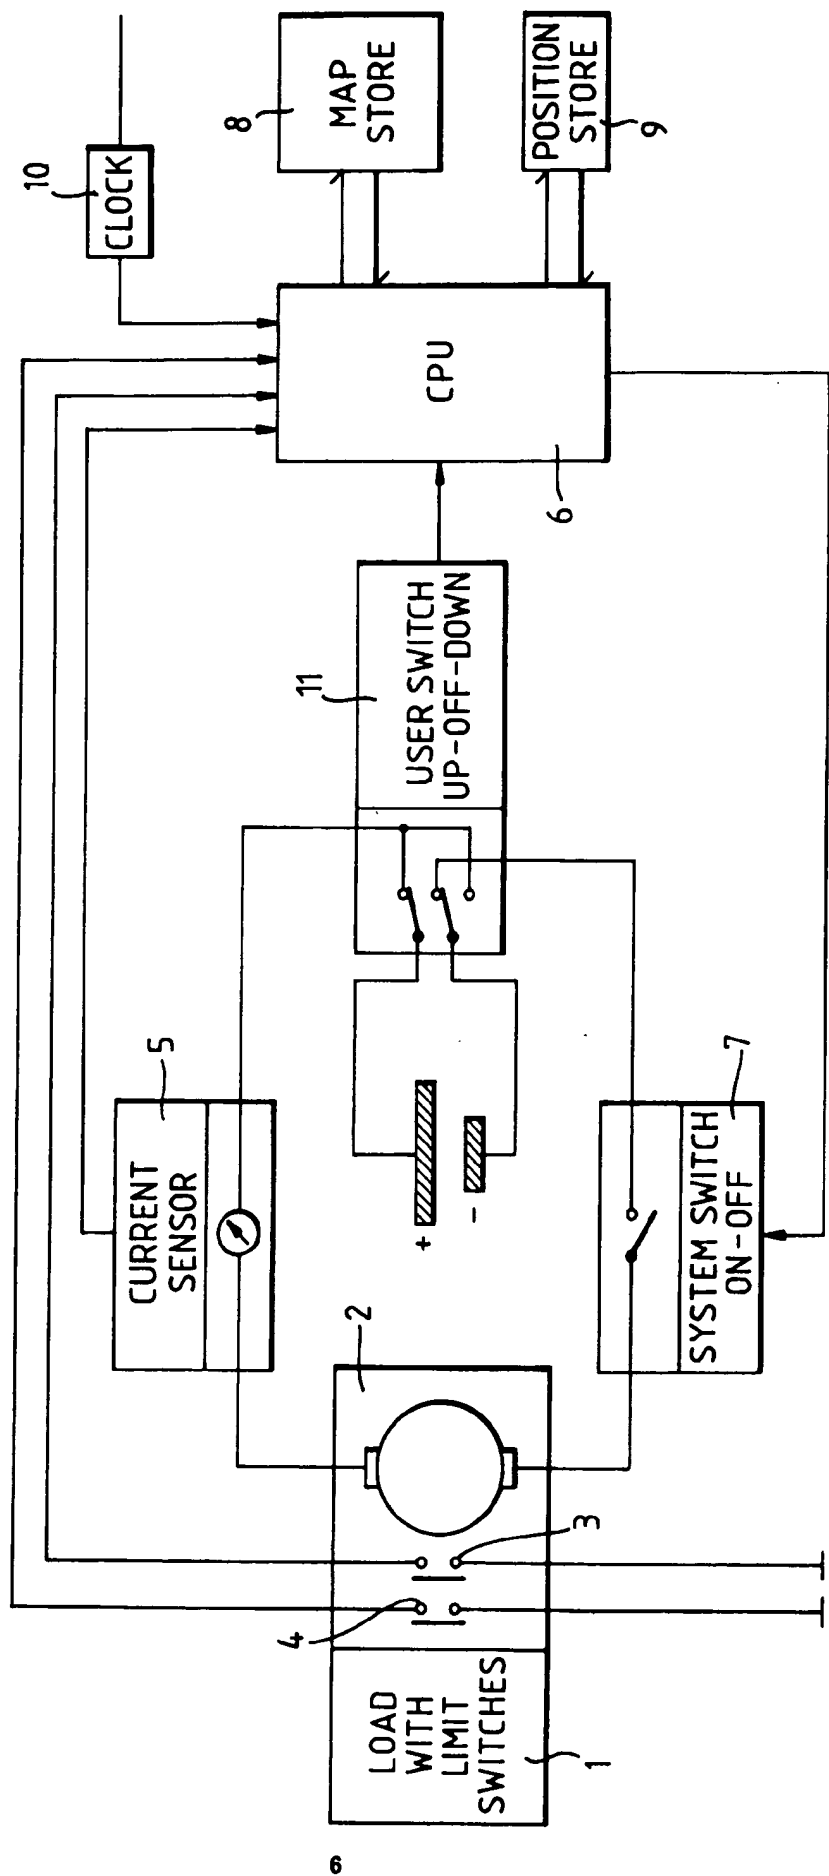 10
CLOCK
8
MAP
STORE
POSITION
STORE
9
CPU
6
11
USER SWITCH
UP-OFF-DOWN
5
CURRENT
SENSOR
+
-
7
SYSTEM SWITCH
ON-OFF
2
3
4
LOAD
WITH
LIMIT
SWITCHES
1
6